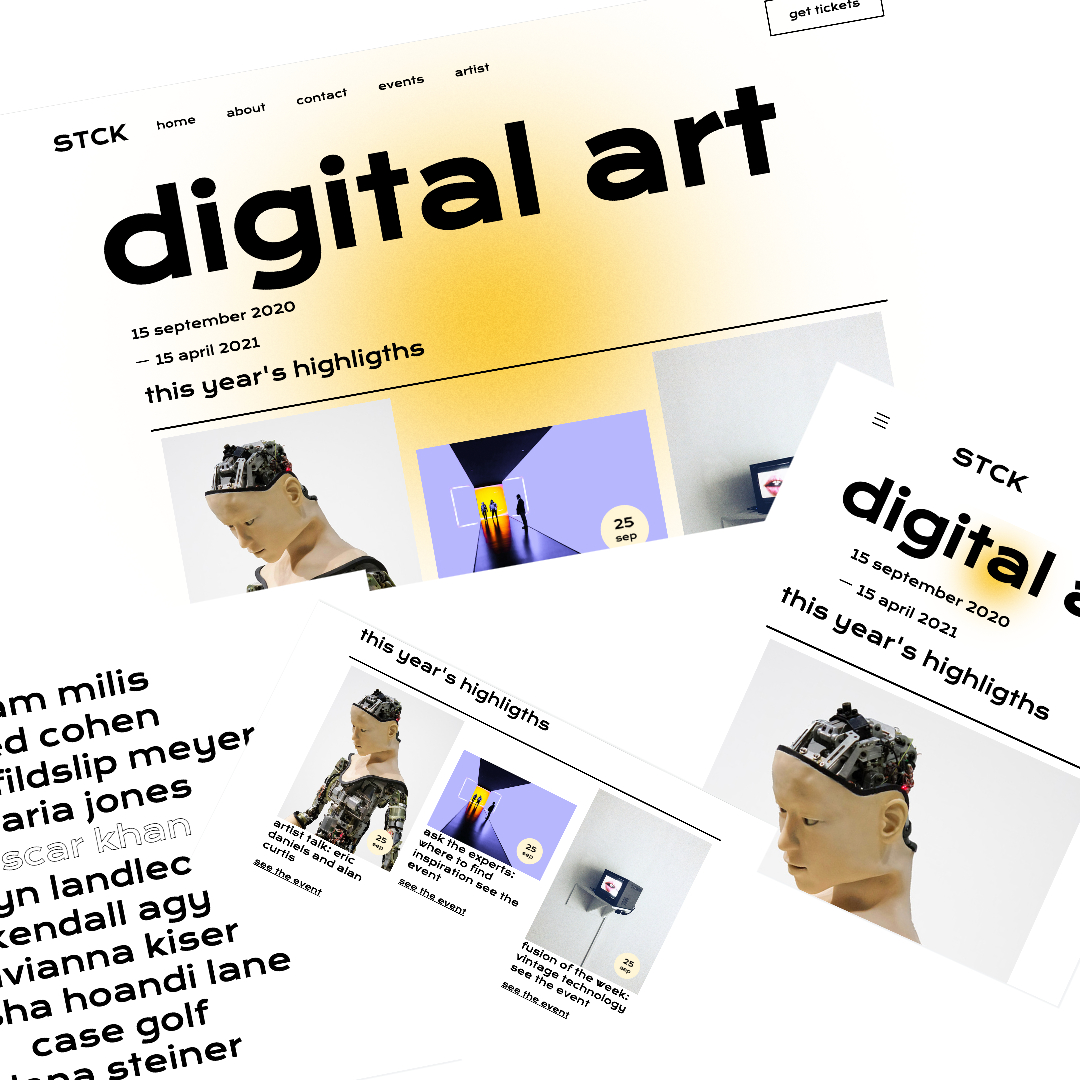 get tickets
STCK home about contact events artist
digital art
15 september 2020
— 15 april 2021
this year's highligths
25
sep
STCK
digital a
15 september 2020
— 15 april 2021
this year's highligths
am milis
ed cohen
fildslip meyer
aria jones
scar khan
yn landlec
kendall agy
vianna kiser
sha hoandi lane
case golf
steiner
this year's highligths
25
sep
artist talk: eric
daniels and alan
curtis
see the event
25
sep
ask the experts:
where to find
inspiration see the
event
see the event
25
sep
fusion of the week:
vintage technology
see the event
see the event